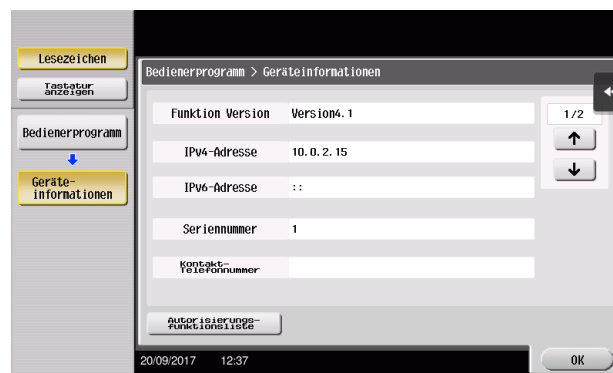 Lesezeichen
Tastatur
anzeigen
Bedienerprogramm
Geräte-
informationen
Bedienerprogramm > Geräteinformationen
Funktion Version Version4.1
1/2
IPv4-Adresse 10.0.2.15
IPv6-Adresse ::
Seriennummer 1
Kontakt-
Telefonnummer
Autorisierungs-
funktionsliste
20/09/2017 12:37
OK